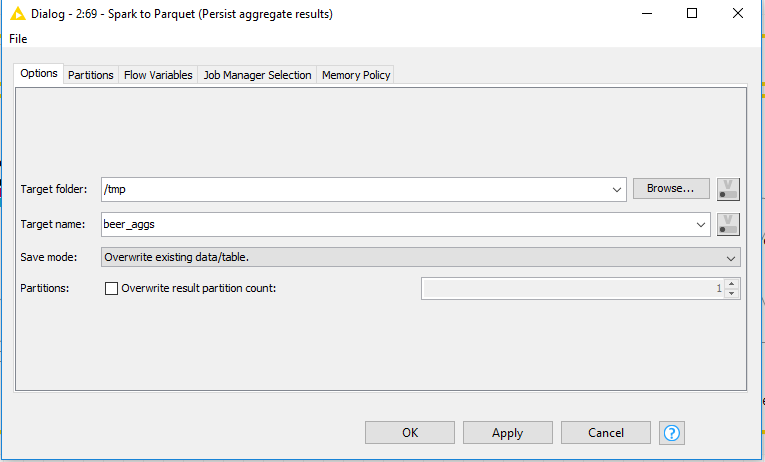 Dialog - 2:69 - Spark to Parquet (Persist aggregate results)
File
Options Partitions Flow Variables Job Manager Selection Memory Policy
Target folder: /tmp Browse...
Target name: beer_aggs
Save mode: Overwrite existing data/table.
Partitions: Overwrite result partition count: 1
OK Apply Cancel ?